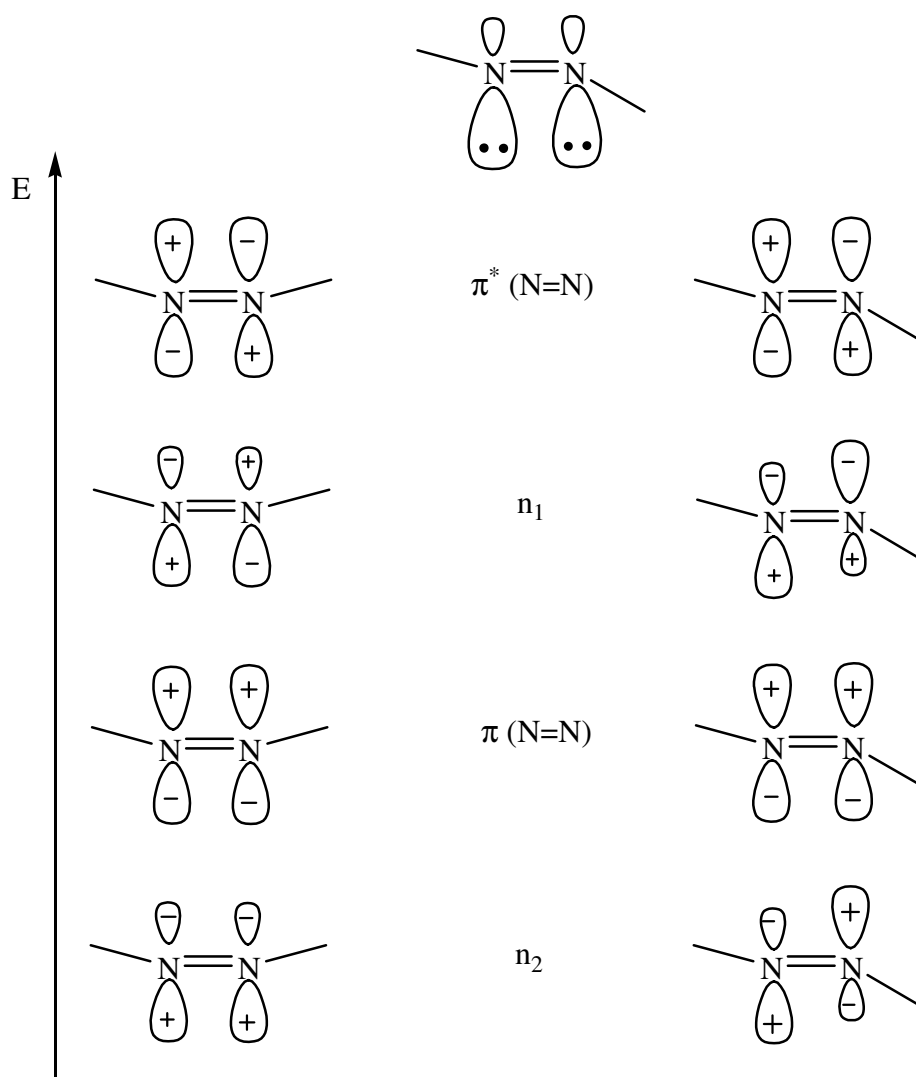 N N
E
+ − + −
π* (N=N)
N N N N
− + − +
− + − −
N N n₁ N N
+ − + +
+ + + +
N N π (N=N) N N
− − − −
− − − +
N N n₂ N N
+ + + −